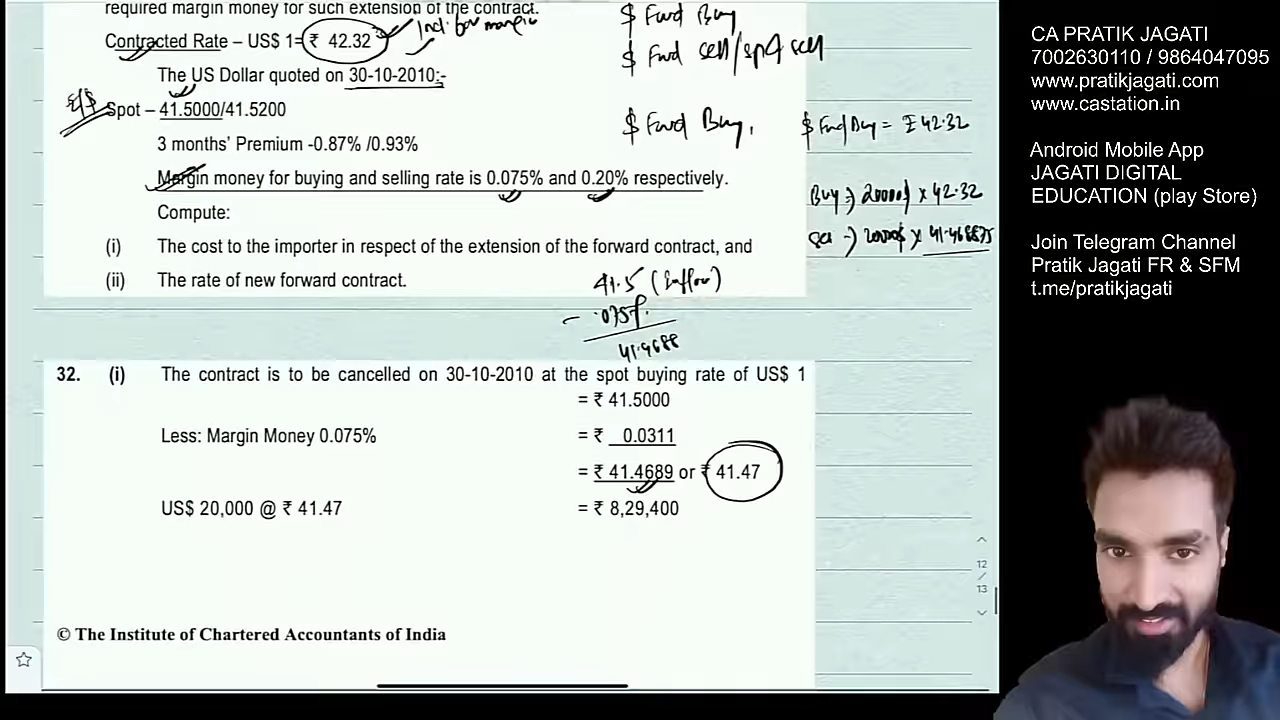 required margin money for such extension of the contract.
Contracted Rate – US$ 1= ₹ 42.32
Incl. bank margin
The US Dollar quoted on 30-10-2010:-
₹/$
Spot – 41.5000/41.5200
3 months' Premium -0.87% /0.93%
Margin money for buying and selling rate is 0.075% and 0.20% respectively.
Compute:
(i) The cost to the importer in respect of the extension of the forward contract, and
(ii) The rate of new forward contract.
$ Fwd Buy
$ Fwd sell/spot sell
$ Fwd Buy, $ Fwd Buy = ₹ 42.32
Buy ⇒ 20000$ × 42.32
Sell ⇒ 20000$ × 41.468875
41.5 (Inflow)
– .075%
41.4688
32. (i) The contract is to be cancelled on 30-10-2010 at the spot buying rate of US$ 1
= ₹ 41.5000
Less: Margin Money 0.075% = ₹ 0.0311
= ₹ 41.4689 or ₹ 41.47
US$ 20,000 @ ₹ 41.47 = ₹ 8,29,400
© The Institute of Chartered Accountants of India
12
/
13
CA PRATIK JAGATI
7002630110 / 9864047095
www.pratikjagati.com
www.castation.in
Android Mobile App
JAGATI DIGITAL
EDUCATION (play Store)
Join Telegram Channel
Pratik Jagati FR & SFM
t.me/pratikjagati